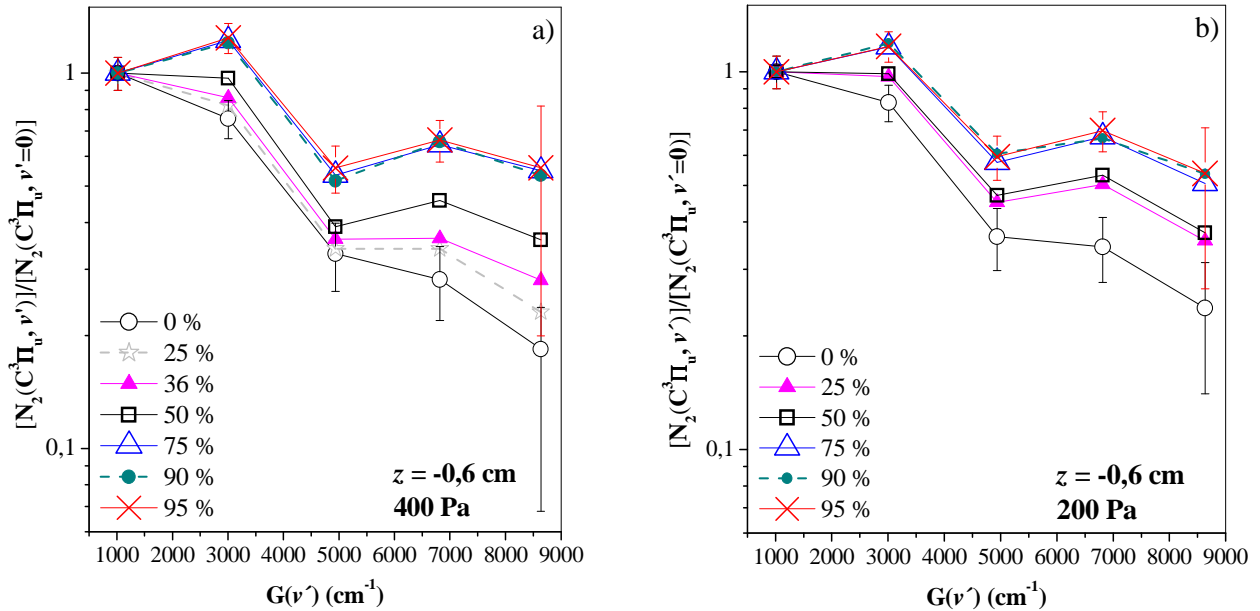 a)
[N₂(C³Πᵤ, v')]/[N₂(C³Πᵤ, v'=0)]
1
0,1
0 %
25 %
36 %
50 %
75 %
90 %
95 %
z = -0,6 cm
400 Pa
1000 2000 3000 4000 5000 6000 7000 8000 9000
G(v´) (cm⁻¹)
b)
[N₂(C³Πᵤ, v´)]/[N₂(C³Πᵤ, v´=0)]
1
0,1
0 %
25 %
50 %
75 %
90 %
95 %
z = -0,6 cm
200 Pa
1000 2000 3000 4000 5000 6000 7000 8000 9000
G(v´) (cm⁻¹)